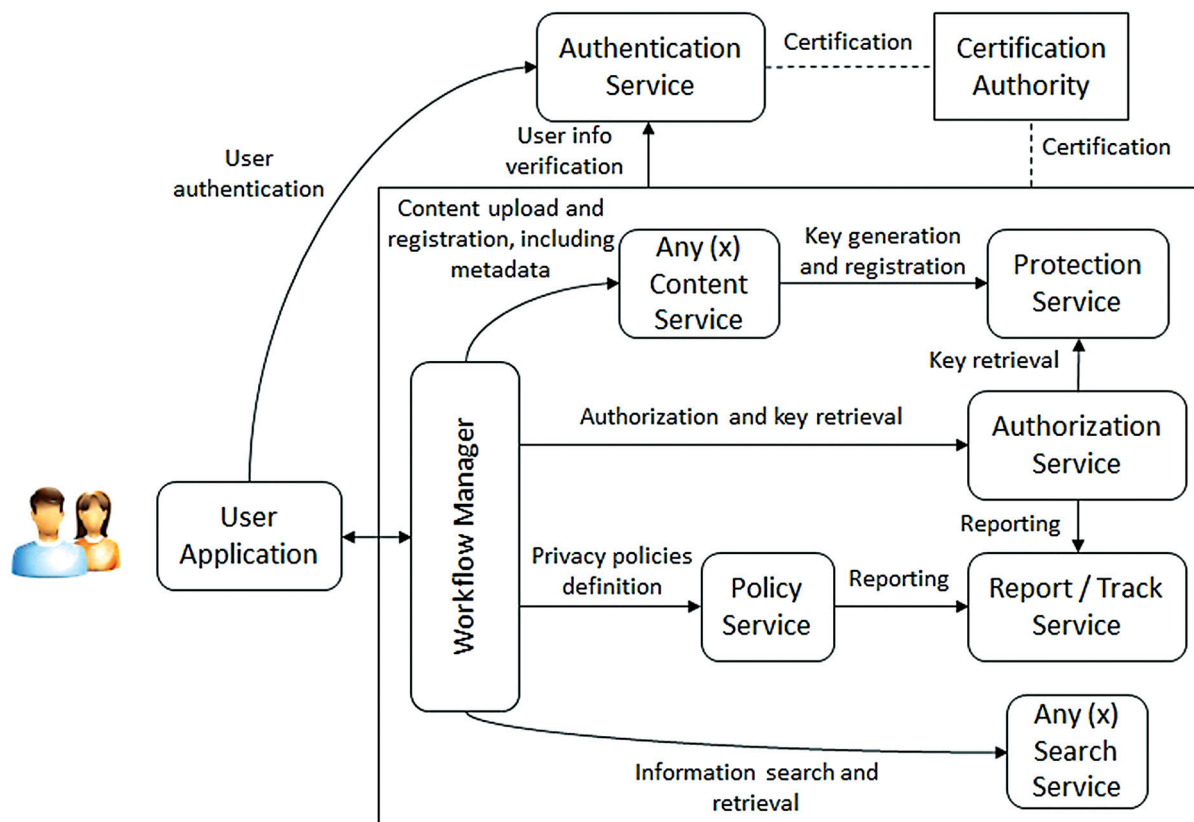 Authentication
Service
Certification
Certification
Authority
User info
verification
Certification
User
authentication
Content upload and
registration, including
metadata
Any (x)
Content
Service
Key generation
and registration
Protection
Service
Key retrieval
Workflow Manager
Authorization and key retrieval
Authorization
Service
User
Application
Reporting
Privacy policies
definition
Policy
Service
Reporting
Report / Track
Service
Any (x)
Search
Service
Information search and
retrieval